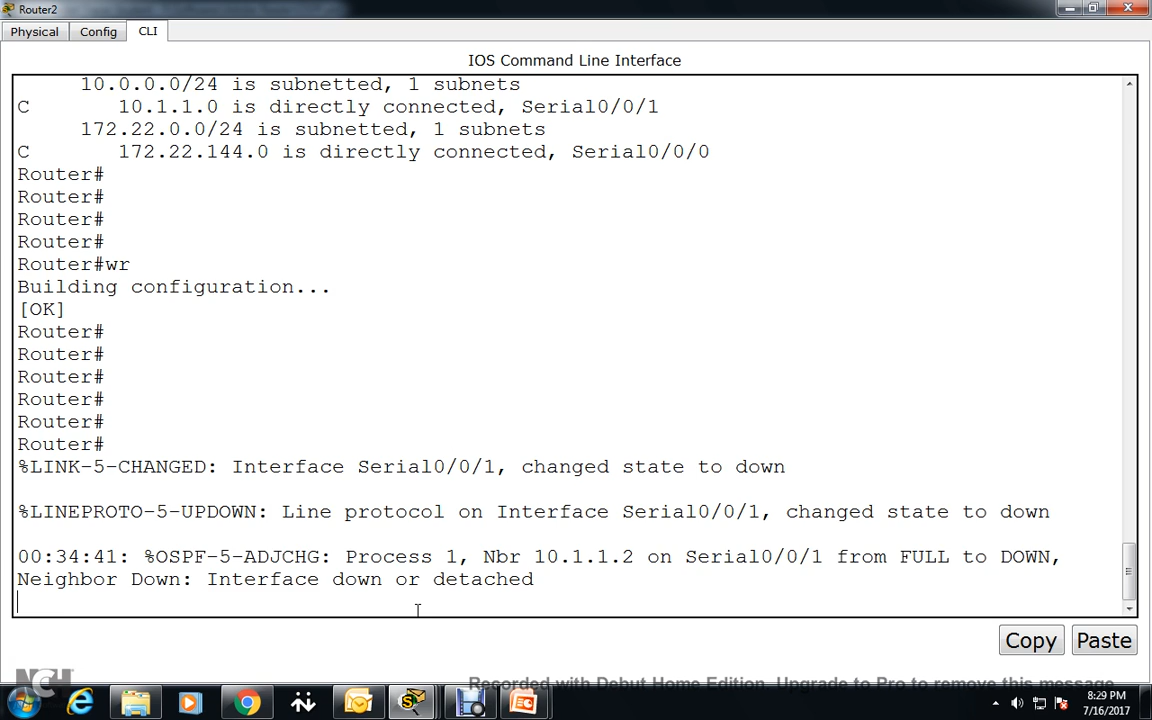 Router2
Physical Config CLI
IOS Command Line Interface
10.0.0.0/24 is subnetted, 1 subnets
C 10.1.1.0 is directly connected, Serial0/0/1
172.22.0.0/24 is subnetted, 1 subnets
C 172.22.144.0 is directly connected, Serial0/0/0
Router#
Router#
Router#
Router#
Router#wr
Building configuration...
[OK]
Router#
Router#
Router#
Router#
Router#
Router#
%LINK-5-CHANGED: Interface Serial0/0/1, changed state to down
%LINEPROTO-5-UPDOWN: Line protocol on Interface Serial0/0/1, changed state to down
00:34:41: %OSPF-5-ADJCHG: Process 1, Nbr 10.1.1.2 on Serial0/0/1 from FULL to DOWN,
Neighbor Down: Interface down or detached
Copy Paste
NCH
Recorded with Debut Home Edition. Upgrade to Pro to remove this message.
8:29 PM
7/16/2017